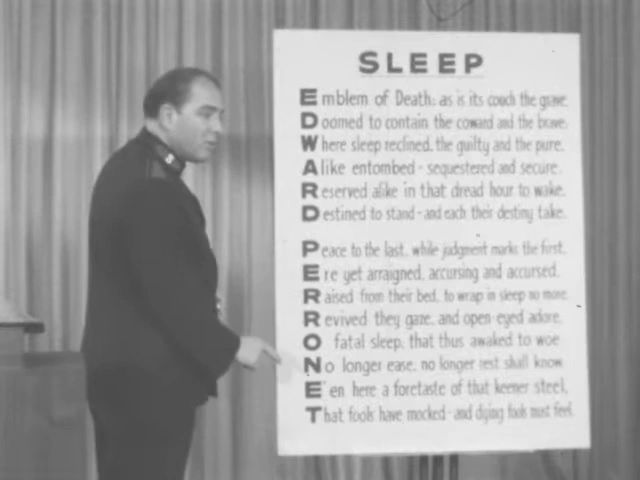 SLEEP
Emblem of Death: as is its couch the grave,
Doomed to contain the coward and the brave,
Where sleep reclined, the guilty and the pure,
Alike entombed - sequestered and secure.
Reserved alike in that dread hour to wake,
Destined to stand - and each their destiny take.
Peace to the last, while judgment marks the first,
Ere yet arraigned, accursing and accursed.
Raised from their bed, to wrap in sleep no more,
Revived they gaze, and open-eyed adore.
O fatal sleep, that thus awaked to woe
No longer ease, no longer rest shall know.
E'en here a foretaste of that keener steel,
That fools have mocked - and dying fools must feel.